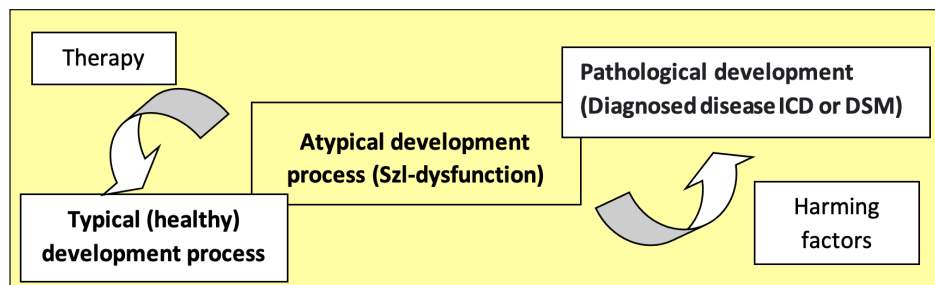 Therapy
Pathological development
(Diagnosed disease ICD or DSM)
Atypical development
process (Szl-dysfunction)
Typical (healthy)
development process
Harming
factors